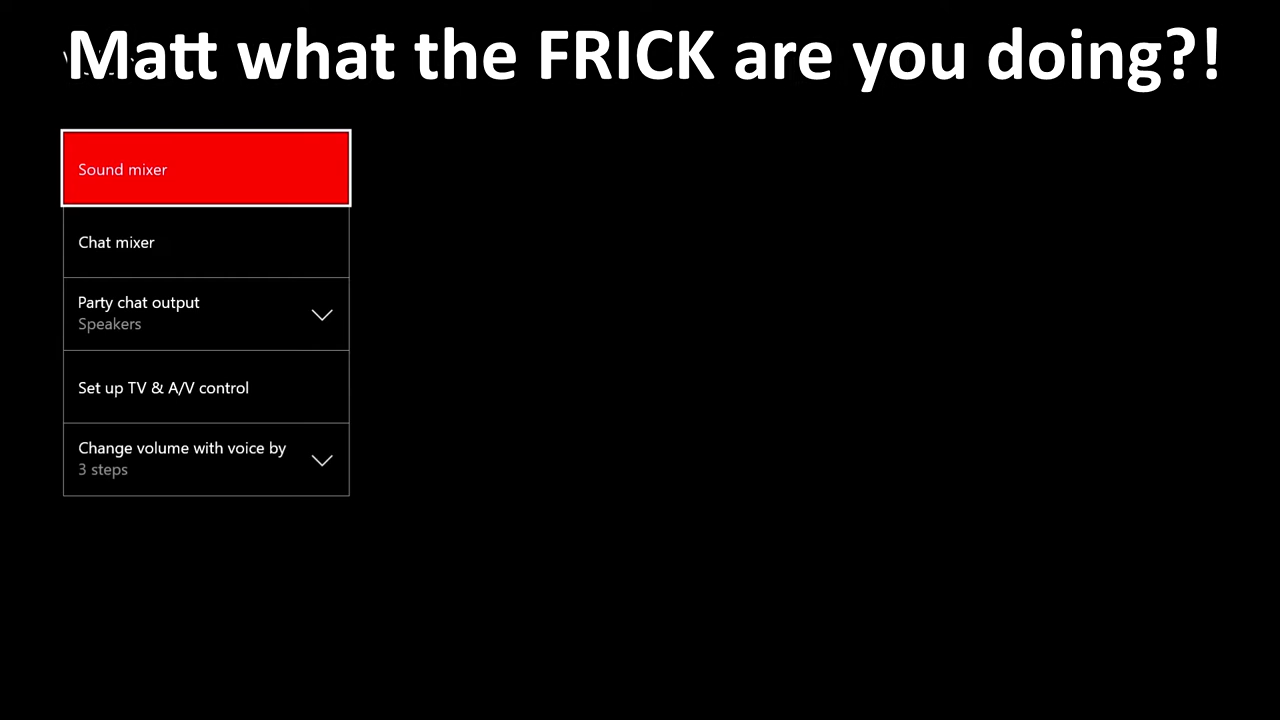 Matt what the FRICK are you doing?!
Sound mixer
Chat mixer
Party chat output
Speakers
Set up TV & A/V control
Change volume with voice by
3 steps